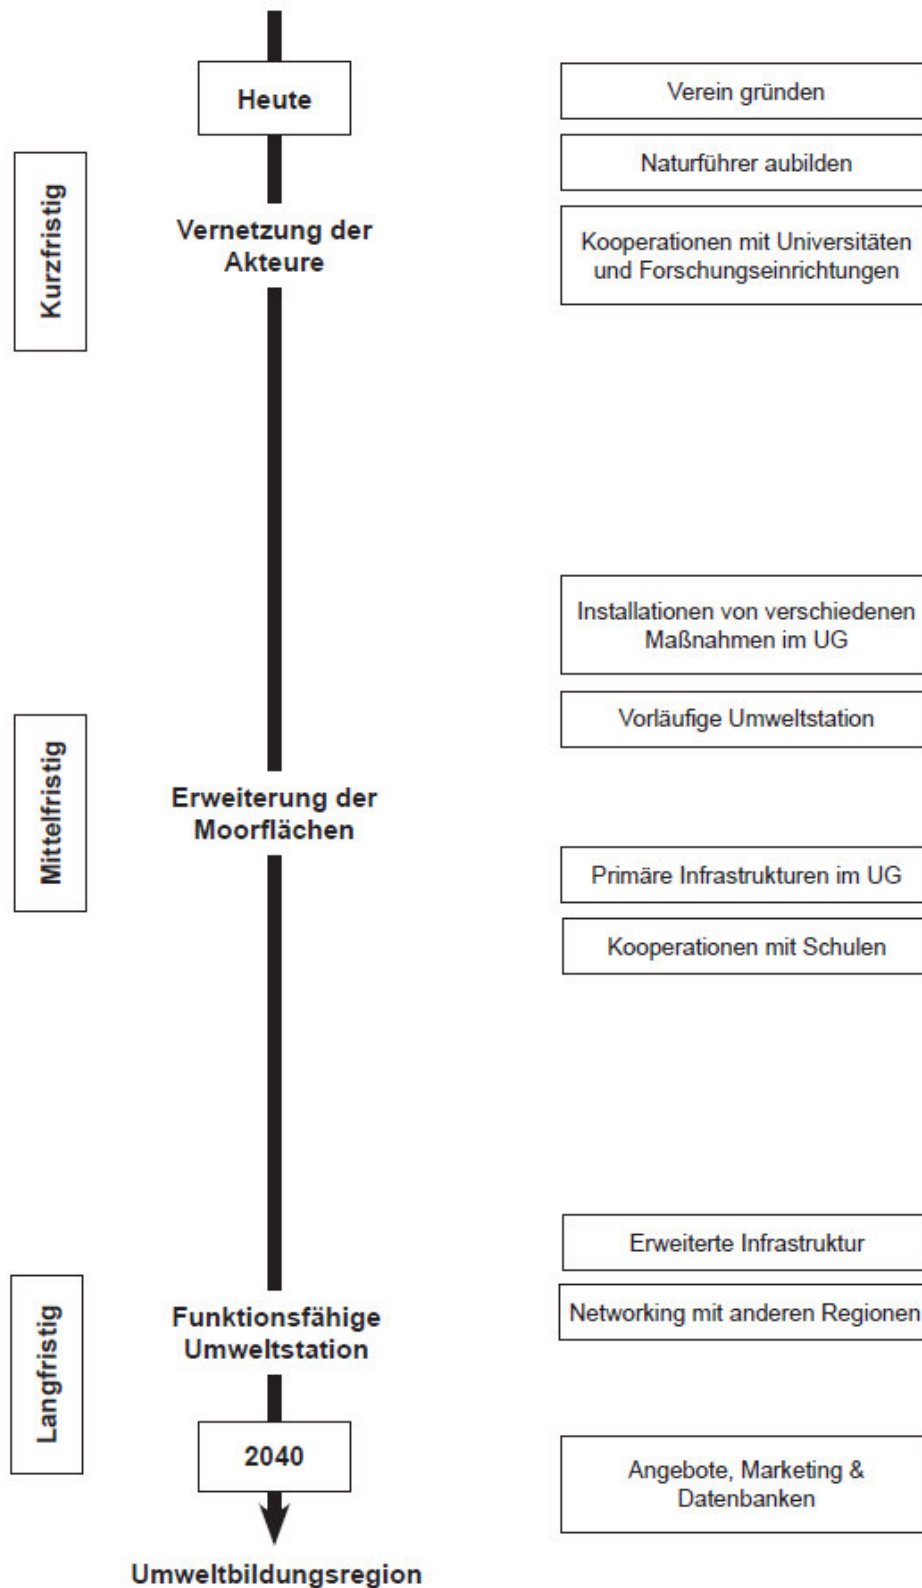 Heute
Verein gründen
Naturführer aubilden
Kurzfristig
Vernetzung der
Akteure
Kooperationen mit Universitäten
und Forschungseinrichtungen
Installationen von verschiedenen
Maßnahmen im UG
Vorläufige Umweltstation
Mittelfristig
Erweiterung der
Moorflächen
Primäre Infrastrukturen im UG
Kooperationen mit Schulen
Erweiterte Infrastruktur
Networking mit anderen Regionen
Langfristig
Funktionsfähige
Umweltstation
2040
Angebote, Marketing &
Datenbanken
Umweltbildungsregion